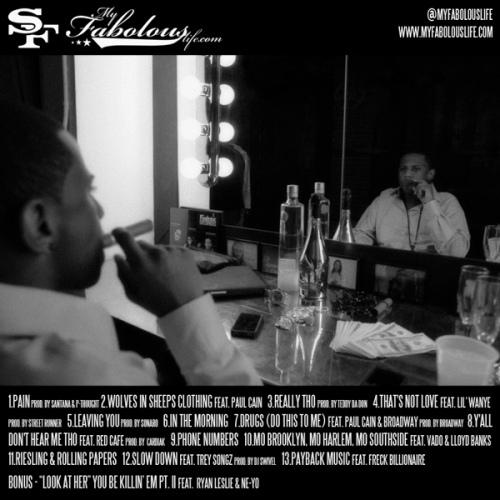 SF
My
Fabolous
life.com
@MYFABOLOUSLIFE
WWW.MYFABOLOUSLIFE.COM
1.PAIN PROD. BY SANTANA & P-THOUGHT 2.WOLVES IN SHEEPS CLOTHING FEAT. PAUL CAIN 3.REALLY THO PROD. BY TEDDY DA DON 4.THAT'S NOT LOVE FEAT. LIL' WANYE
PROD. BY STREET RUNNER 5.LEAVING YOU PROD BY SONARO 6.IN THE MORNING 7.DRUGS (DO THIS TO ME) FEAT. PAUL CAIN & BROADWAY PROD. BY BROADWAY 8.Y'ALL
DON'T HEAR ME THO FEAT. RED CAFE PROD. BY CARDIAK 9.PHONE NUMBERS 10.MO BROOKLYN, MO HARLEM, MO SOUTHSIDE FEAT. VADO & LLOYD BANKS
11.RIESLING & ROLLING PAPERS 12.SLOW DOWN FEAT. TREY SONGZ PROD BY DJ SWIVEL 13.PAYBACK MUSIC FEAT. FRECK BILLIONAIRE
BONUS - "LOOK AT HER" YOU BE KILLIN' EM PT. II FEAT. RYAN LESLIE & NE-YO